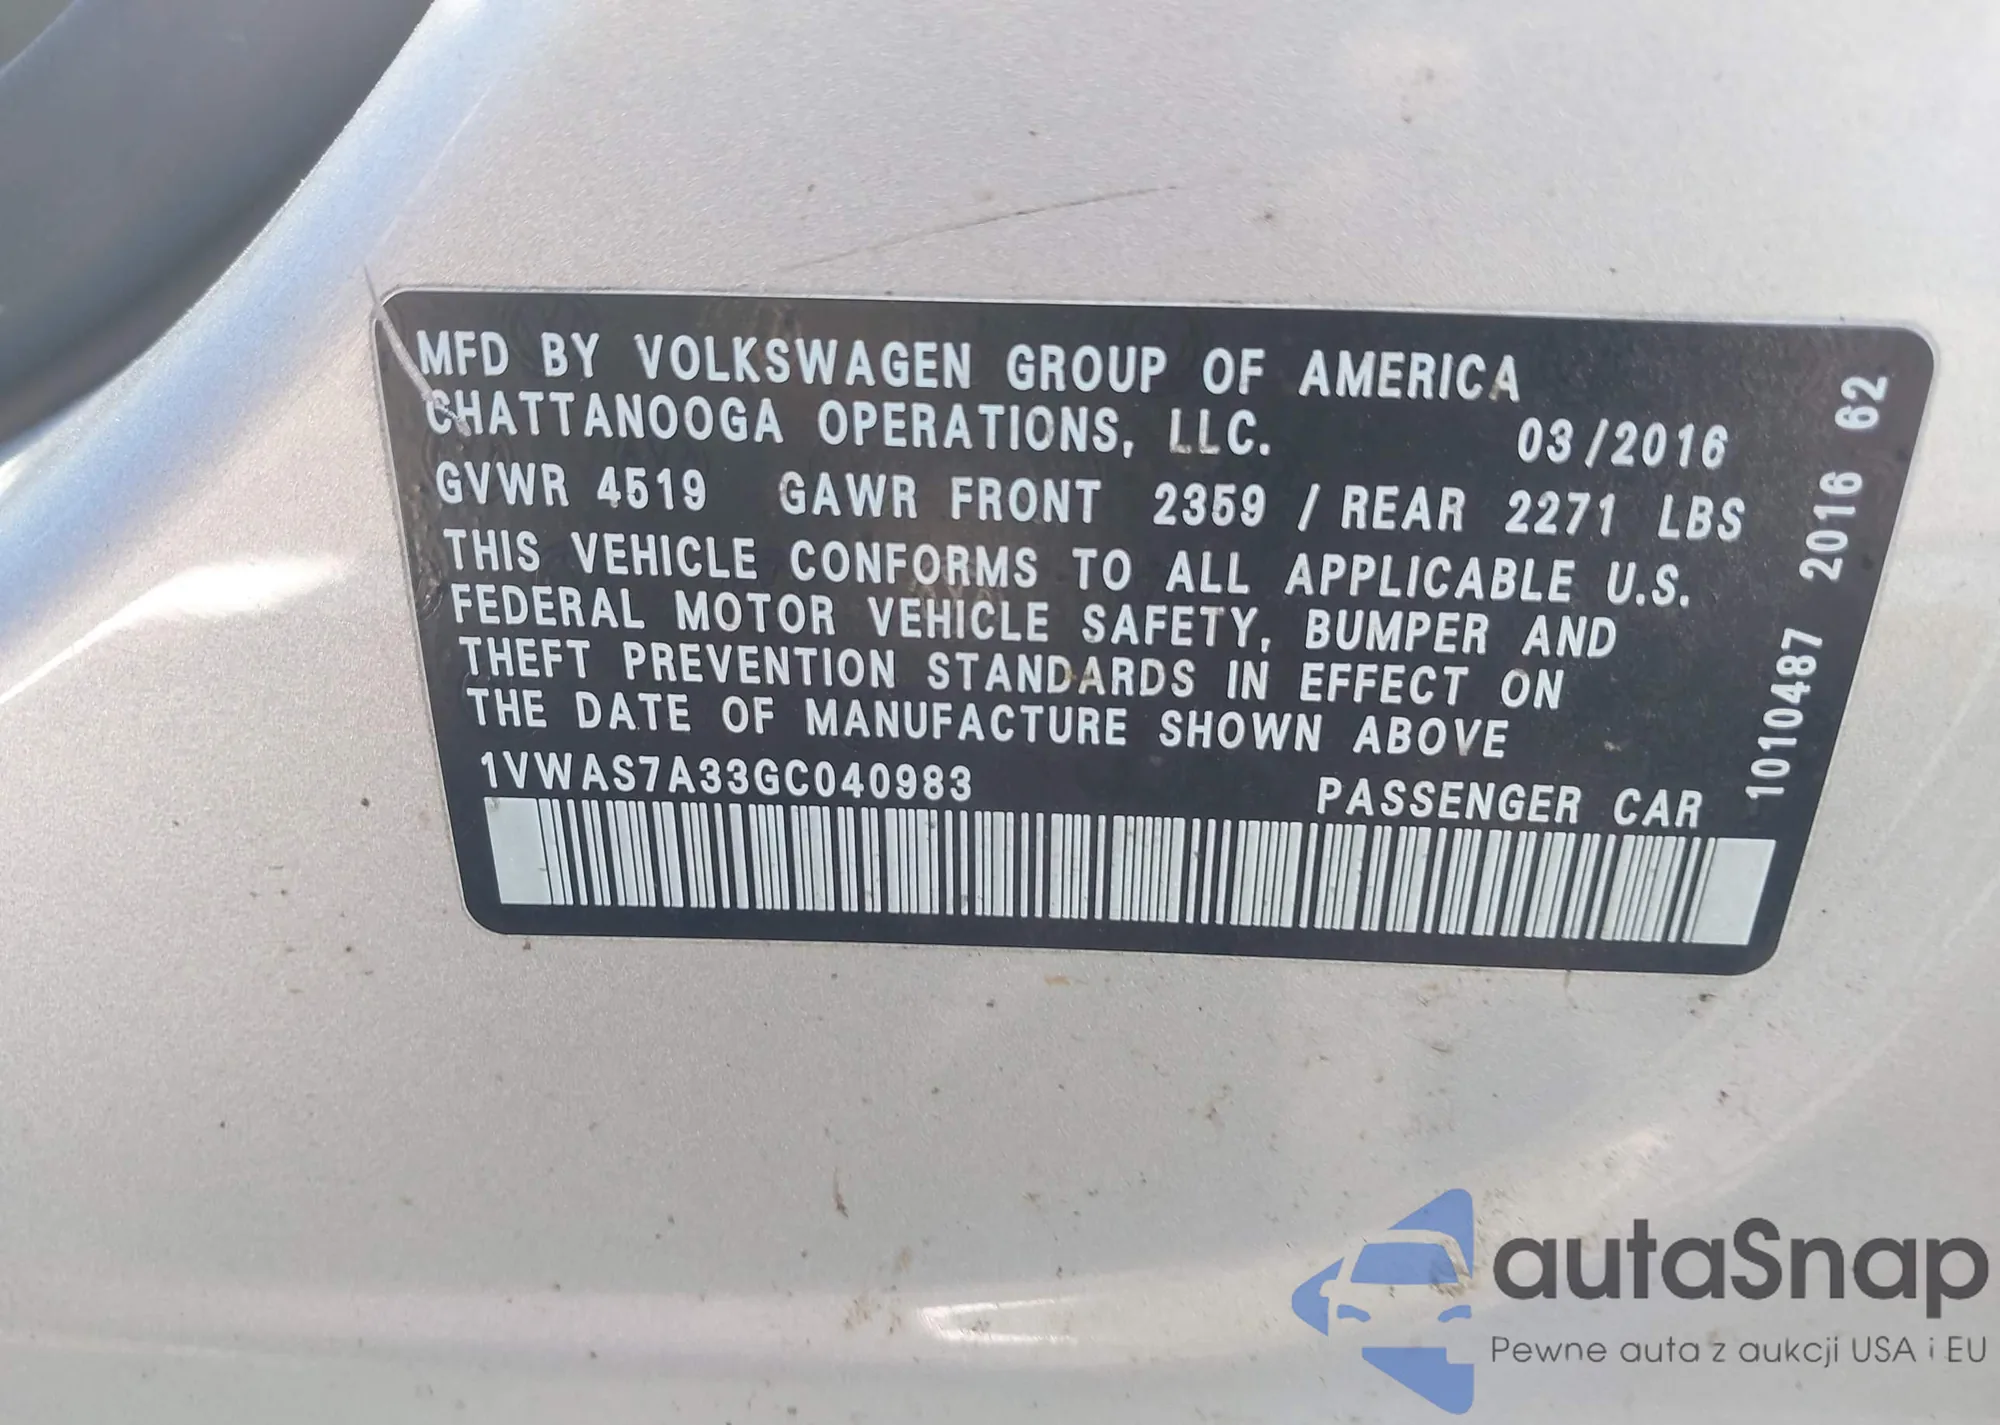 MFD BY VOLKSWAGEN GROUP OF AMERICA
CHATTANOOGA OPERATIONS, LLC. 03/2016
GVWR 4519 GAWR FRONT 2359 / REAR 2271 LBS
THIS VEHICLE CONFORMS TO ALL APPLICABLE U.S.
FEDERAL MOTOR VEHICLE SAFETY, BUMPER AND
THEFT PREVENTION STANDARDS IN EFFECT ON
THE DATE OF MANUFACTURE SHOWN ABOVE
1VWAS7A33GC040983 PASSENGER CAR
1010487 2016 62
autaSnap
Pewne auta z aukcji USA i EU